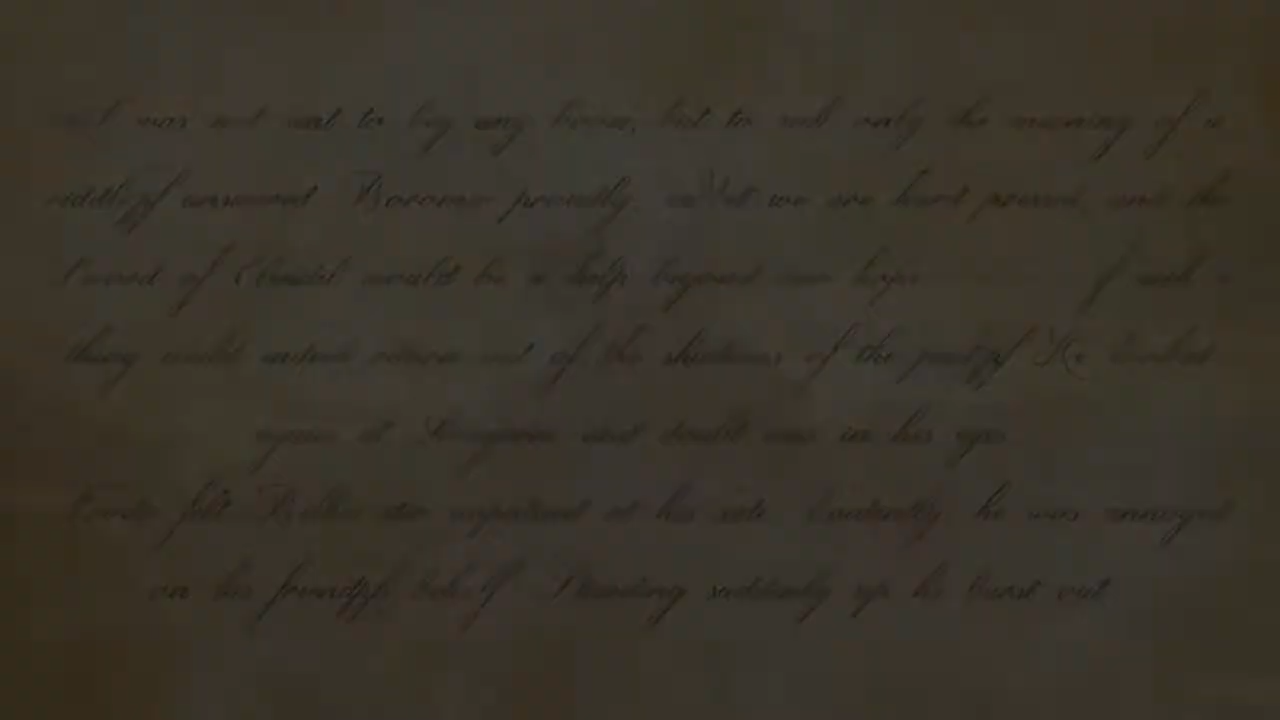 I was not sent to beg any boon, but to seek only the meaning of a
riddle answered Boromir proudly. Yet we are hard pressed, and the
Sword of Elendil would be a help beyond our hope if such a
thing could indeed return out of the shadows of the past He looked
again at Aragorn and doubt was in his eyes
Frodo felt Bilbo stir impatient at his side. Evidently he was annoyed
on his friend behalf Standing suddenly up he burst out